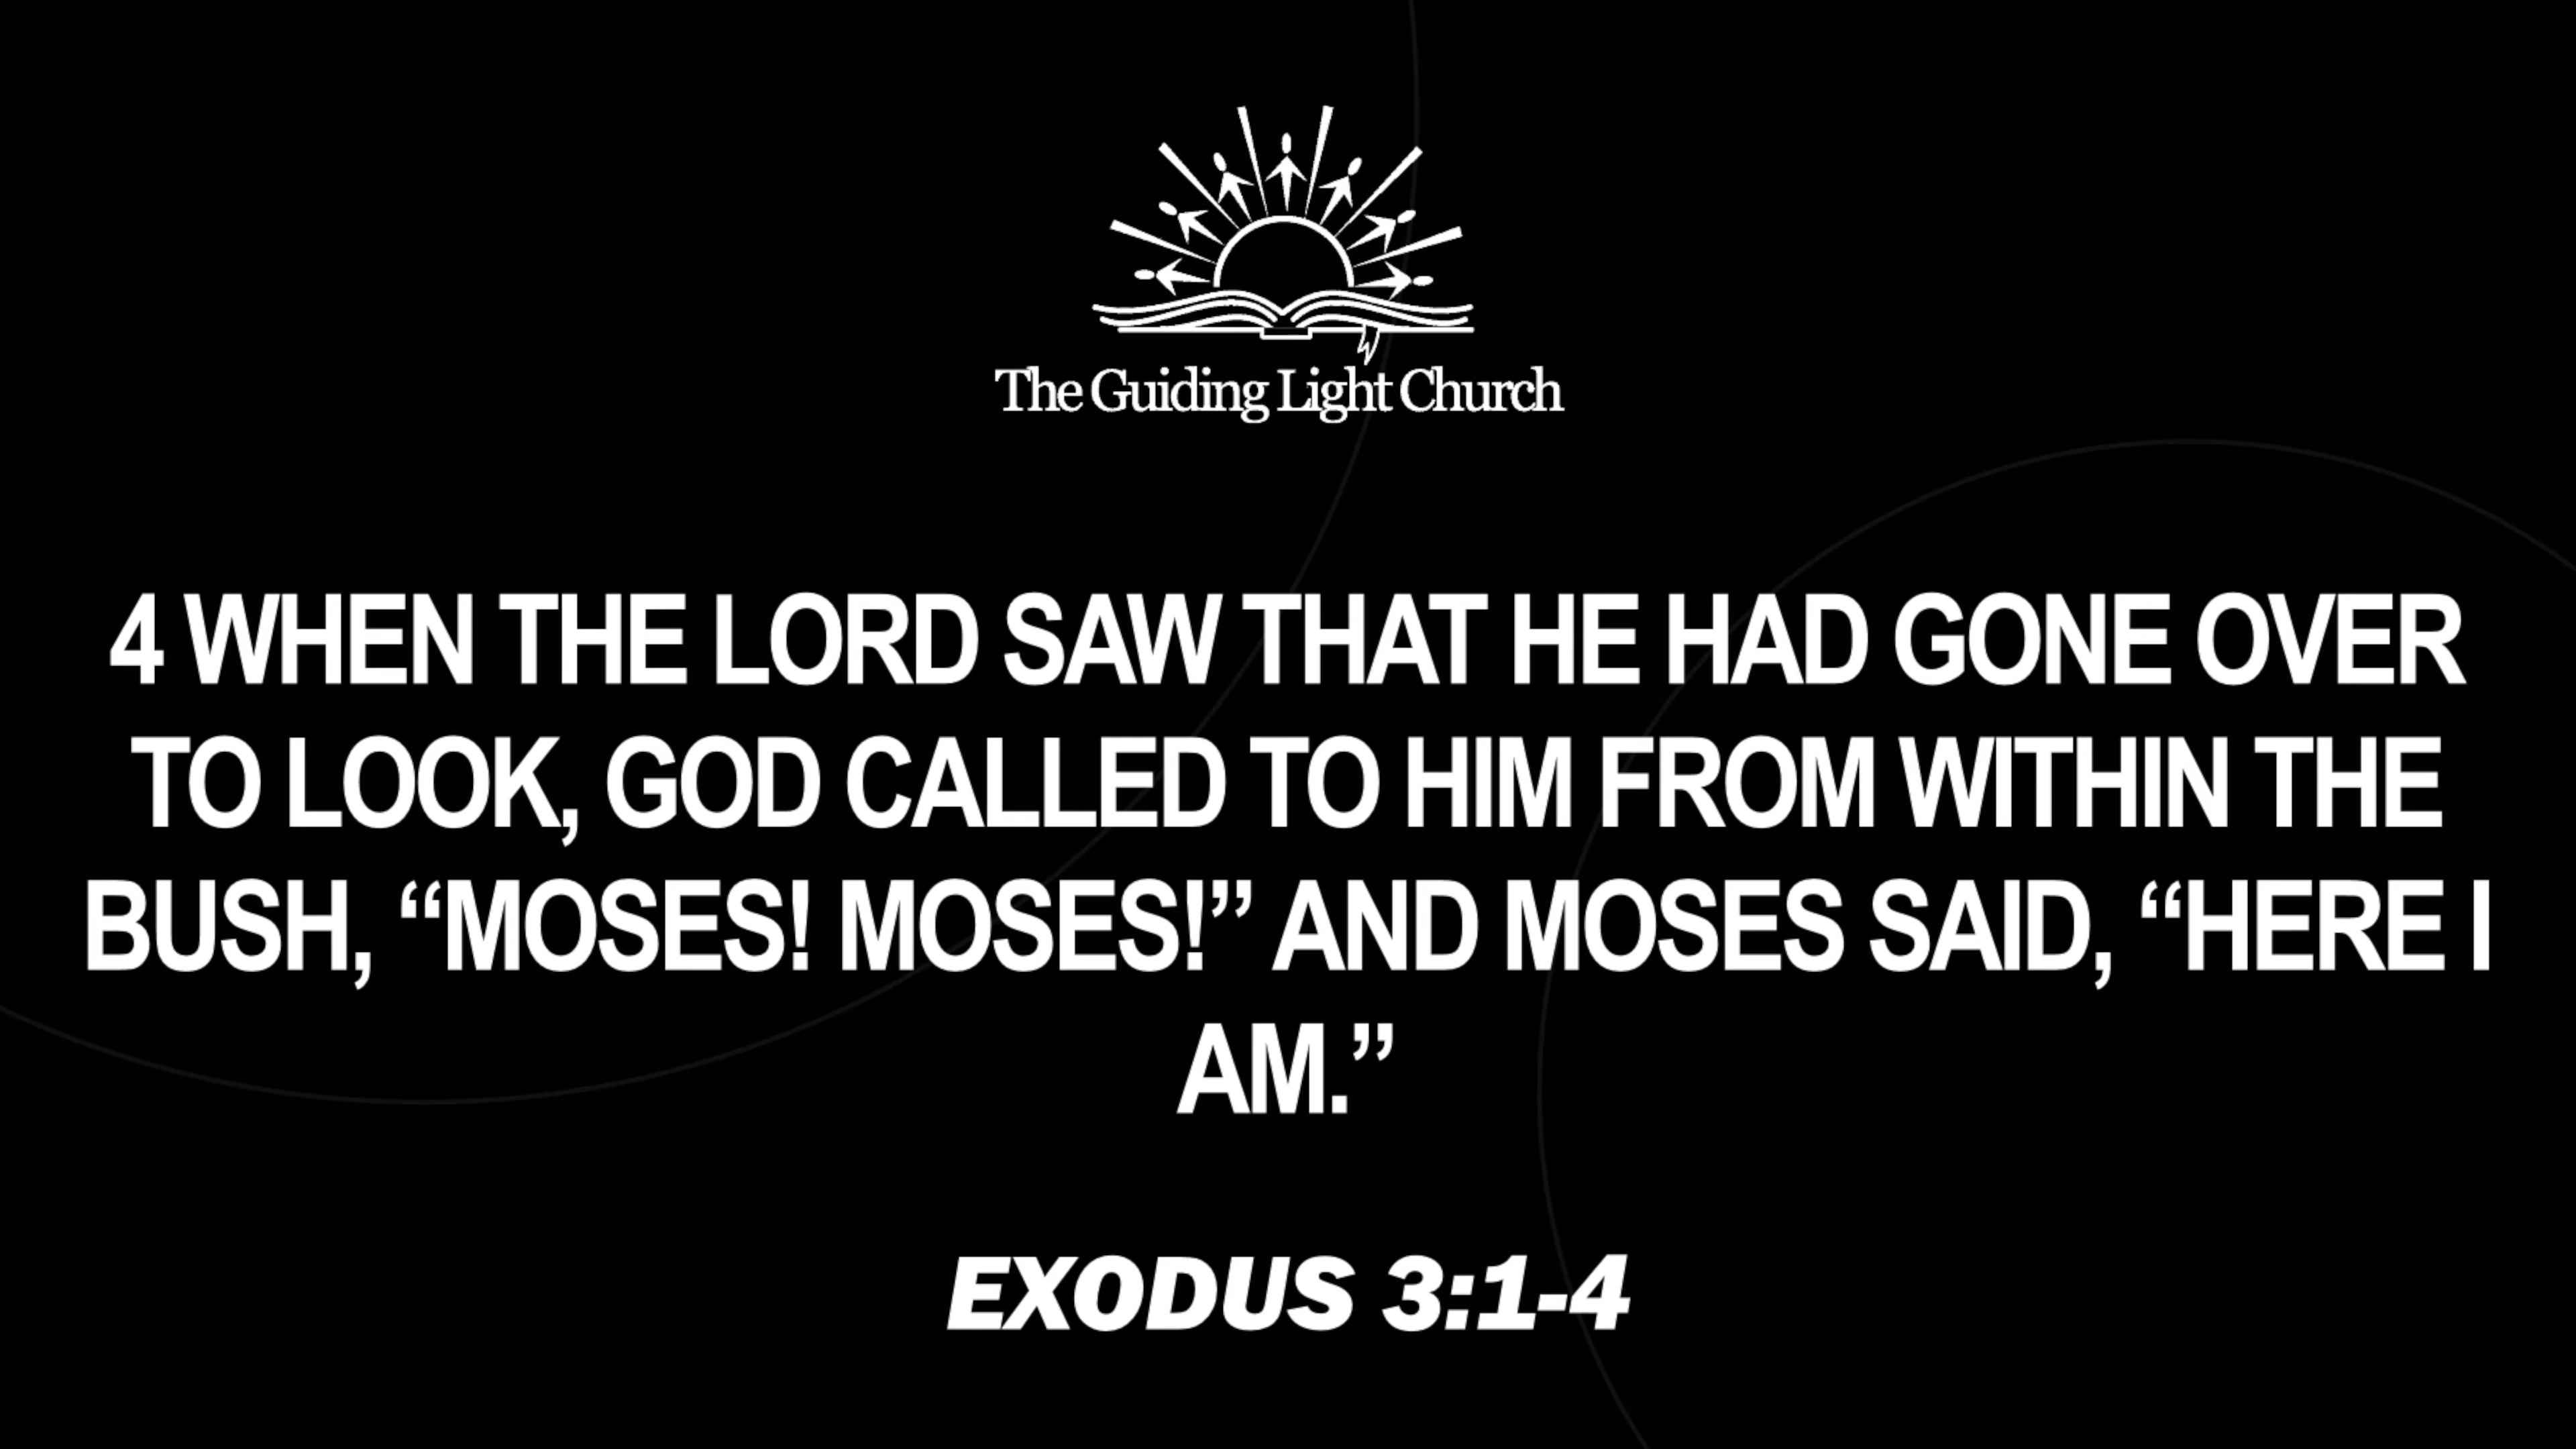 The Guiding Light Church
4 WHEN THE LORD SAW THAT HE HAD GONE OVER
TO LOOK, GOD CALLED TO HIM FROM WITHIN THE
BUSH, “MOSES! MOSES!” AND MOSES SAID, “HERE I
AM.”
EXODUS 3:1-4